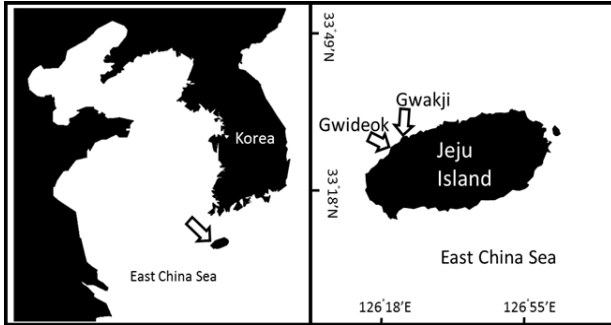 Korea
East China Sea
33°49'N
Gwakji
Gwideok
Jeju
Island
33°18'N
East China Sea
126°18'E
126°55'E